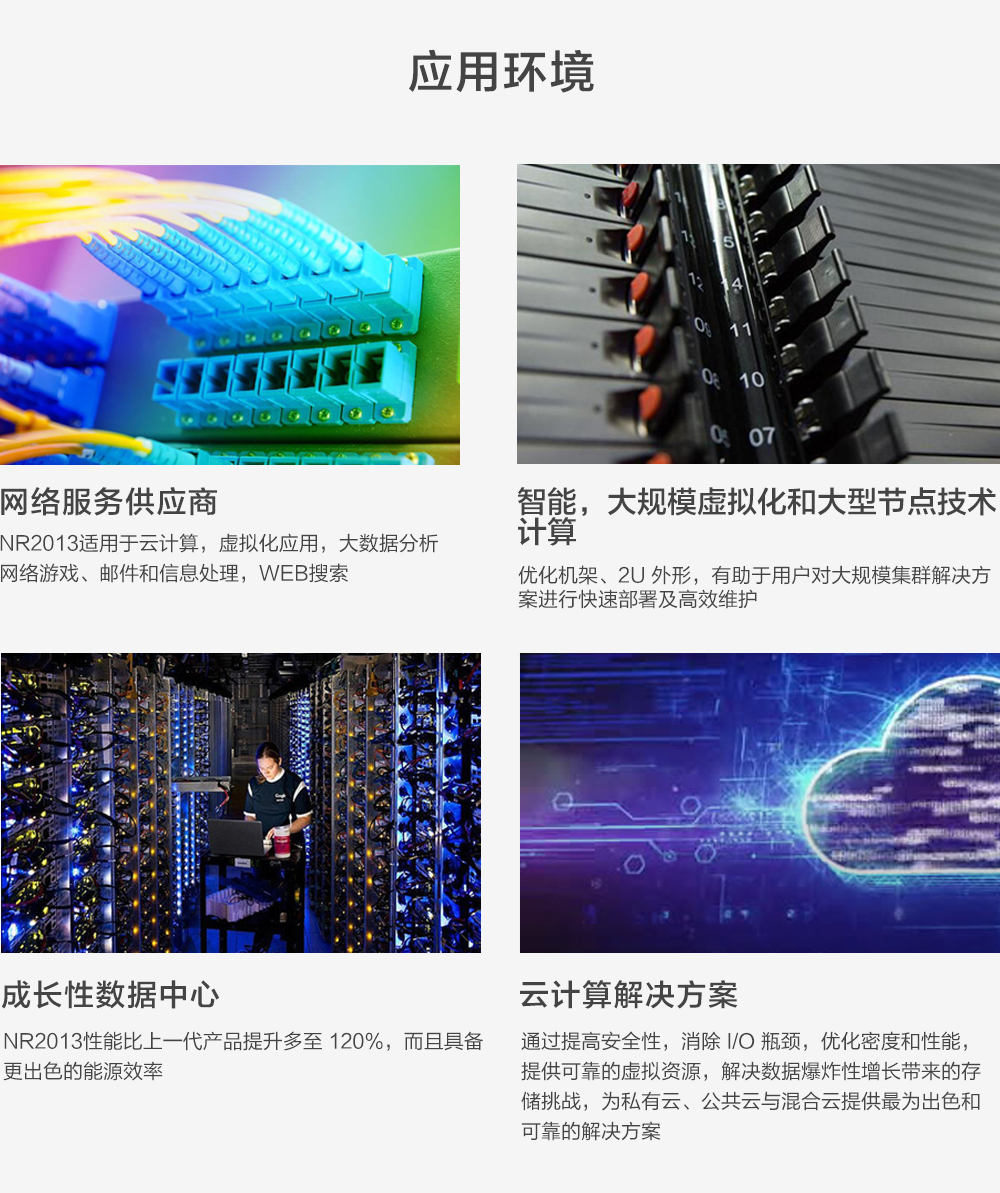 应用环境
网络服务供应商
NR2013适用于云计算，虚拟化应用，大数据分析
网络游戏、邮件和信息处理，WEB搜索
智能，大规模虚拟化和大型节点技术
计算
优化机架、2U 外形，有助于用户对大规模集群解决方
案进行快速部署及高效维护
成长性数据中心
NR2013性能比上一代产品提升多至 120%，而且具备
更出色的能源效率
云计算解决方案
通过提高安全性，消除 I/O 瓶颈，优化密度和性能，
提供可靠的虚拟资源，解决数据爆炸性增长带来的存
储挑战，为私有云、公共云与混合云提供最为出色和
可靠的解决方案
15
14
11
10
07